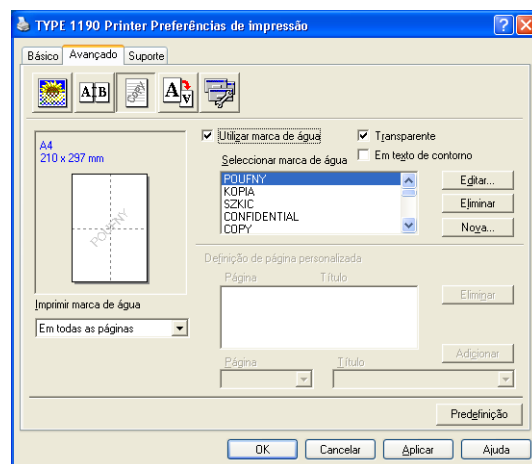 TYPE 1190 Printer Preferências de impressão
Básico Avançado Suporte
A4
210 x 297 mm
POUFNY
Imprimir marca de água
Em todas as páginas
Utilizar marca de água
Transparente
Seleccionar marca de água
Em texto de contorno
POUFNY
KOPIA
SZKIC
CONFIDENTIAL
COPY
Editar...
Eliminar
Nova...
Definição de página personalizada
Página Título
Eliminar
Adicionar
Página Título
Predefinição
OK Cancelar Aplicar Ajuda